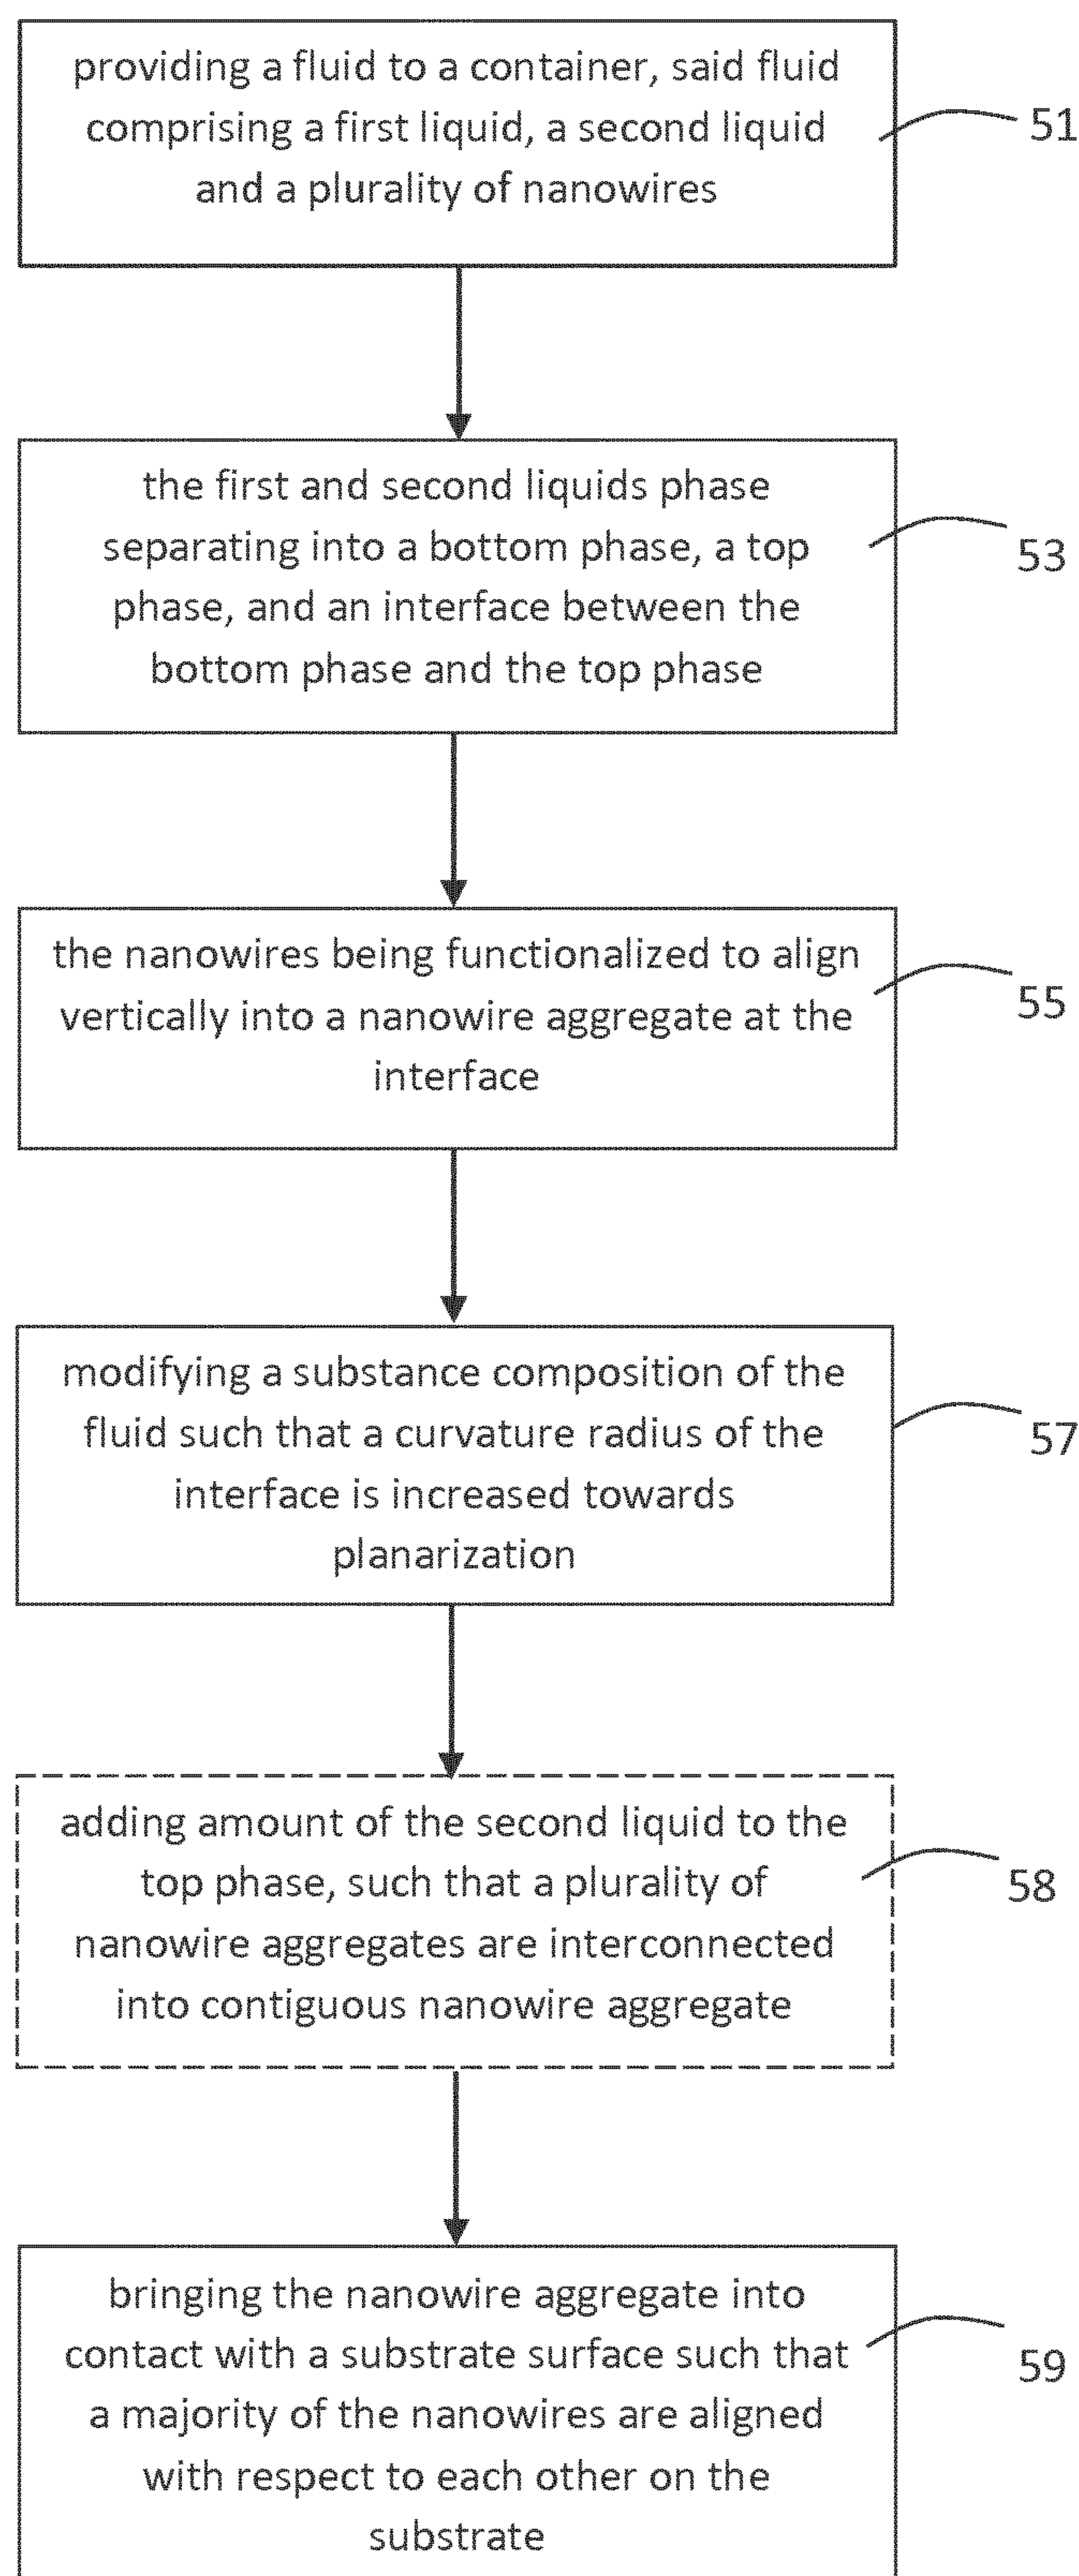 providing a fluid to a container, said fluid
comprising a first liquid, a second liquid
and a plurality of nanowires
51
the first and second liquids phase
separating into a bottom phase, a top
phase, and an interface between the
bottom phase and the top phase
53
the nanowires being functionalized to align
vertically into a nanowire aggregate at the
interface
55
modifying a substance composition of the
fluid such that a curvature radius of the
interface is increased towards
planarization
57
adding amount of the second liquid to the
top phase, such that a plurality of
nanowire aggregates are interconnected
into contiguous nanowire aggregate
58
bringing the nanowire aggregate into
contact with a substrate surface such that
a majority of the nanowires are aligned
with respect to each other on the
substrate
59